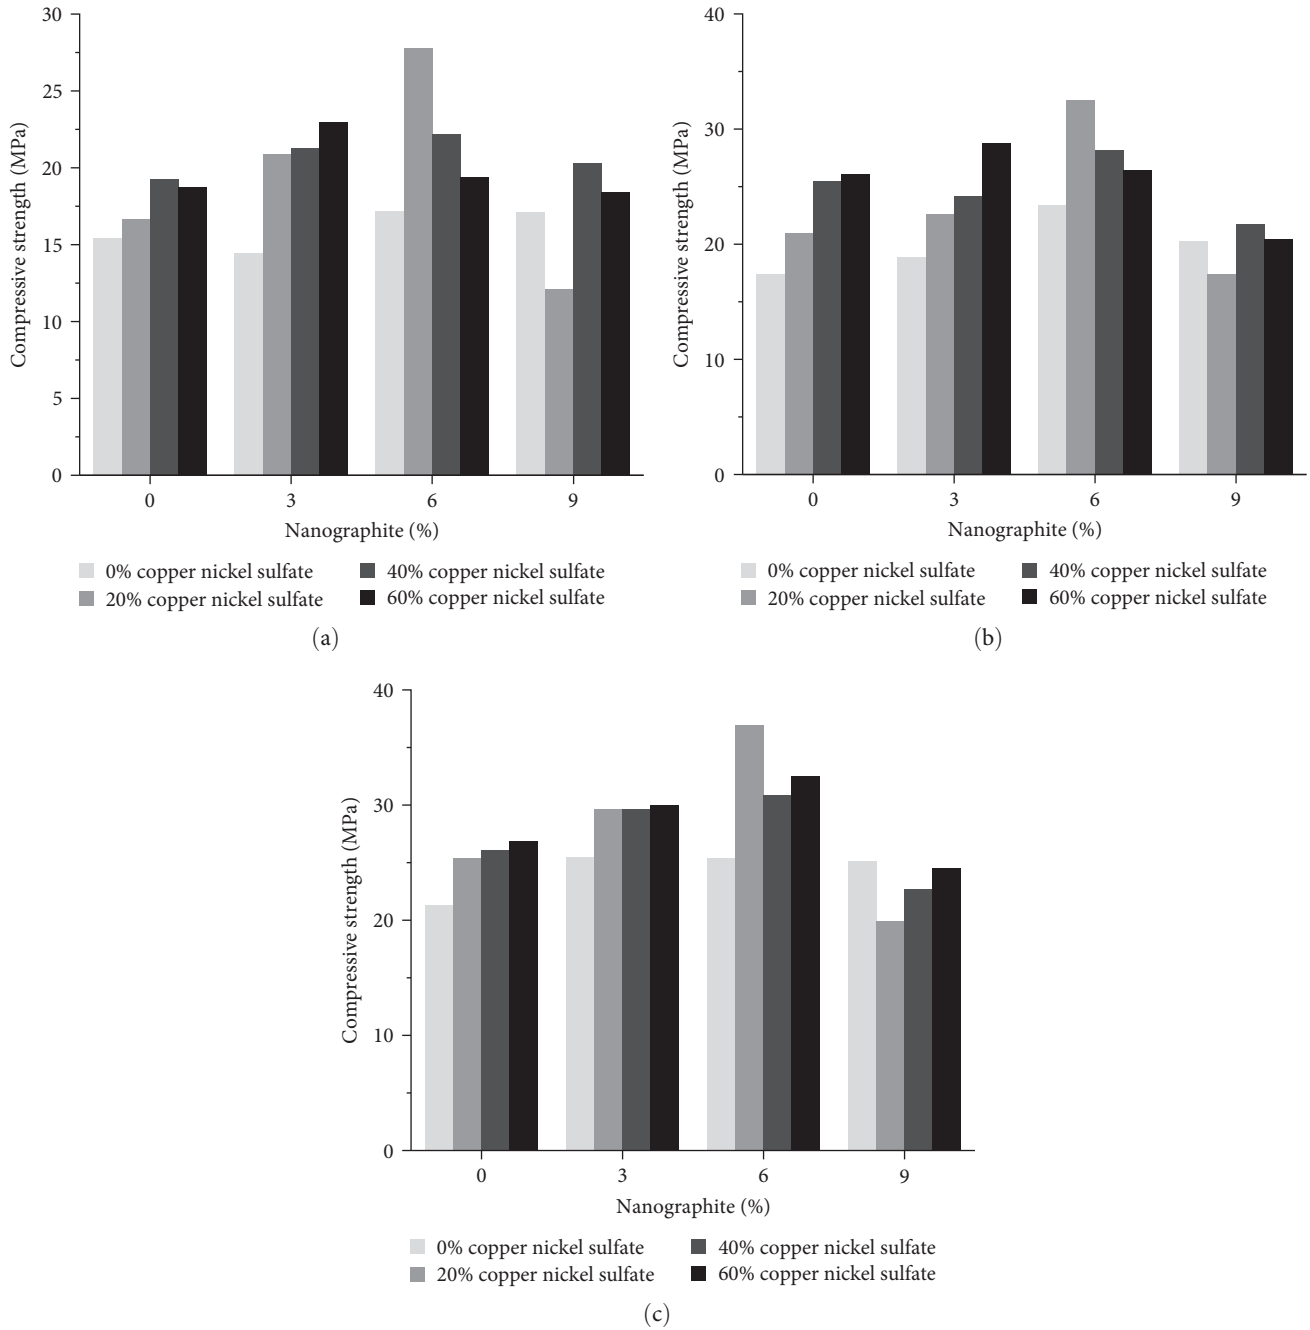 30
25
20
15
10
5
0
Compressive strength (MPa)
0 3 6 9
Nanographite (%)
0% copper nickel sulfate 40% copper nickel sulfate
20% copper nickel sulfate 60% copper nickel sulfate
(a)
40
30
20
10
0
Compressive strength (MPa)
0 3 6 9
Nanographite (%)
0% copper nickel sulfate 40% copper nickel sulfate
20% copper nickel sulfate 60% copper nickel sulfate
(b)
40
30
20
10
0
Compressive strength (MPa)
0 3 6 9
Nanographite (%)
0% copper nickel sulfate 40% copper nickel sulfate
20% copper nickel sulfate 60% copper nickel sulfate
(c)